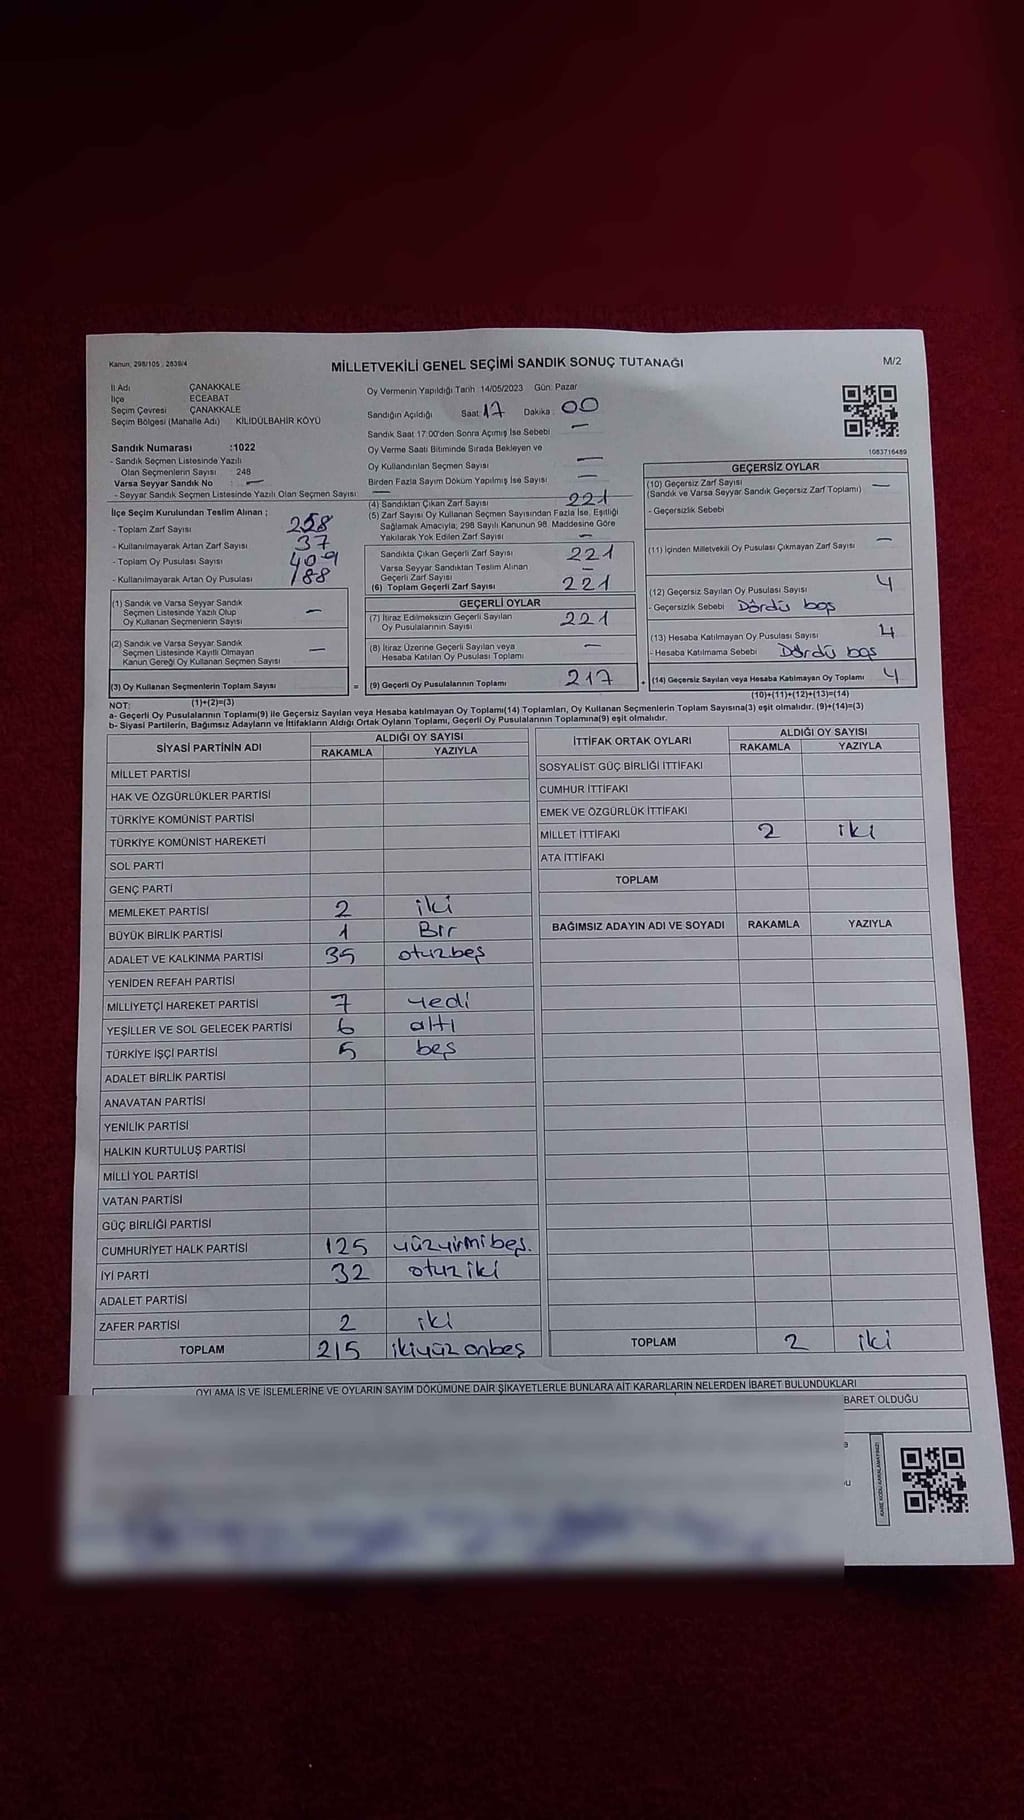 Kanun, 298/105 , 2839/4
MİLLETVEKİLİ GENEL SEÇİMİ SANDIK SONUÇ TUTANAĞI
M/2
İl Adı ÇANAKKALE
İlçe ECEABAT
Seçim Çevresi ÇANAKKALE
Seçim Bölgesi (Mahalle Adı) KİLİDÜLBAHİR KÖYÜ
Oy Vermenin Yapıldığı Tarih 14/05/2023 Gün: Pazar
Sandığın Açıldığı Saat 17 Dakika : 00
Sandık Saat 17:00'den Sonra Açımış İse Sebebi —
Oy Verme Saati Bitiminde Sırada Bekleyen ve
Oy Kullandırılan Seçmen Sayısı —
Birden Fazla Sayım Döküm Yapılmış İse Sayısı —
1083716489
Sandık Numarası :1022
- Sandık Seçmen Listesinde Yazılı
Olan Seçmenlerin Sayısı : 248
Varsa Seyyar Sandık No : —
- Seyyar Sandık Seçmen Listesinde Yazılı Olan Seçmen Sayısı: —
İlçe Seçim Kurulundan Teslim Alınan ;
- Toplam Zarf Sayısı 258
- Kullanılmayarak Artan Zarf Sayısı 37
- Toplam Oy Pusulası Sayısı 409
- Kullanılmayarak Artan Oy Pusulası 188
(1) Sandık ve Varsa Seyyar Sandık
Seçmen Listesinde Yazılı Olup
Oy Kullanan Seçmenlerin Sayısı —
(2) Sandık ve Varsa Seyyar Sandık
Seçmen Listesinde Kayıtlı Olmayan
Kanun Gereği Oy Kullanan Seçmen Sayısı —
(3) Oy Kullanan Seçmenlerin Toplam Sayısı
(1)+(2)=(3)
(4) Sandıktan Çıkan Zarf Sayısı 221
(5) Zarf Sayısı Oy Kullanan Seçmen Sayısından Fazla İse, Eşitliği
Sağlamak Amacıyla; 298 Sayılı Kanunun 98. Maddesine Göre
Yakılarak Yok Edilen Zarf Sayısı —
Sandıkta Çıkan Geçerli Zarf Sayısı 221
Varsa Seyyar Sandıktan Teslim Alınan
Geçerli Zarf Sayısı —
(6) Toplam Geçerli Zarf Sayısı 221
GEÇERLİ OYLAR
(7) İtiraz Edilmeksizin Geçerli Sayılan
Oy Pusulalarının Sayısı 221
(8) İtiraz Üzerine Geçerli Sayılan veya
Hesaba Katılan Oy Pusulası Toplamı —
= (9) Geçerli Oy Pusulalarının Toplamı 217
GEÇERSİZ OYLAR
(10) Geçersiz Zarf Sayısı
(Sandık ve Varsa Seyyar Sandık Geçersiz Zarf Toplamı) —
- Geçersizlik Sebebi
(11) İçinden Milletvekili Oy Pusulası Çıkmayan Zarf Sayısı —
(12) Geçersiz Sayılan Oy Pusulası Sayısı 4
- Geçersizlik Sebebi Dördü boş
(13) Hesaba Katılmayan Oy Pusulası Sayısı 4
- Hesaba Katılmama Sebebi Dördü boş
+ (14) Geçersiz Sayılan veya Hesaba Katılmayan Oy Toplamı 4
(10)+(11)+(12)+(13)=(14)
NOT:
a- Geçerli Oy Pusulalarının Toplamı(9) ile Geçersiz Sayılan veya Hesaba katılmayan Oy Toplamı(14) Toplamları, Oy Kullanan Seçmenlerin Toplam Sayısına(3) eşit olmalıdır. (9)+(14)=(3)
b- Siyasi Partilerin, Bağımsız Adayların ve İttifakların Aldığı Ortak Oyların Toplamı, Geçerli Oy Pusulalarının Toplamına(9) eşit olmalıdır.
SİYASİ PARTİNİN ADI ALDIĞI OY SAYISI
RAKAMLA YAZIYLA
MİLLET PARTİSİ
HAK VE ÖZGÜRLÜKLER PARTİSİ
TÜRKİYE KOMÜNİST PARTİSİ
TÜRKİYE KOMÜNİST HAREKETİ
SOL PARTİ
GENÇ PARTİ
MEMLEKET PARTİSİ 2 iki
BÜYÜK BİRLİK PARTİSİ 1 Bir
ADALET VE KALKINMA PARTİSİ 35 otuzbeş
YENİDEN REFAH PARTİSİ
MİLLİYETÇİ HAREKET PARTİSİ 7 yedi
YEŞİLLER VE SOL GELECEK PARTİSİ 6 altı
TÜRKİYE İŞÇİ PARTİSİ 5 beş
ADALET BİRLİK PARTİSİ
ANAVATAN PARTİSİ
YENİLİK PARTİSİ
HALKIN KURTULUŞ PARTİSİ
MİLLİ YOL PARTİSİ
VATAN PARTİSİ
GÜÇ BİRLİĞİ PARTİSİ
CUMHURİYET HALK PARTİSİ 125 yüzyirmibeş.
İYİ PARTİ 32 otuziki
ADALET PARTİSİ
ZAFER PARTİSİ 2 iki
TOPLAM 215 ikiyüzonbeş
İTTİFAK ORTAK OYLARI ALDIĞI OY SAYISI
RAKAMLA YAZIYLA
SOSYALİST GÜÇ BİRLİĞİ İTTİFAKI
CUMHUR İTTİFAKI
EMEK VE ÖZGÜRLÜK İTTİFAKI
MİLLET İTTİFAKI 2 iki
ATA İTTİFAKI
TOPLAM
BAĞIMSIZ ADAYIN ADI VE SOYADI RAKAMLA YAZIYLA
TOPLAM 2 iki
OYLAMA İŞ VE İŞLEMLERİNE VE OYLARIN SAYIM DÖKÜMÜNE DAİR ŞİKAYETLERLE BUNLARA AİT KARARLARIN NELERDEN İBARET BULUNDUKLARI
BARET OLDUĞU
KARE KODU KARALAMAYINIZ!